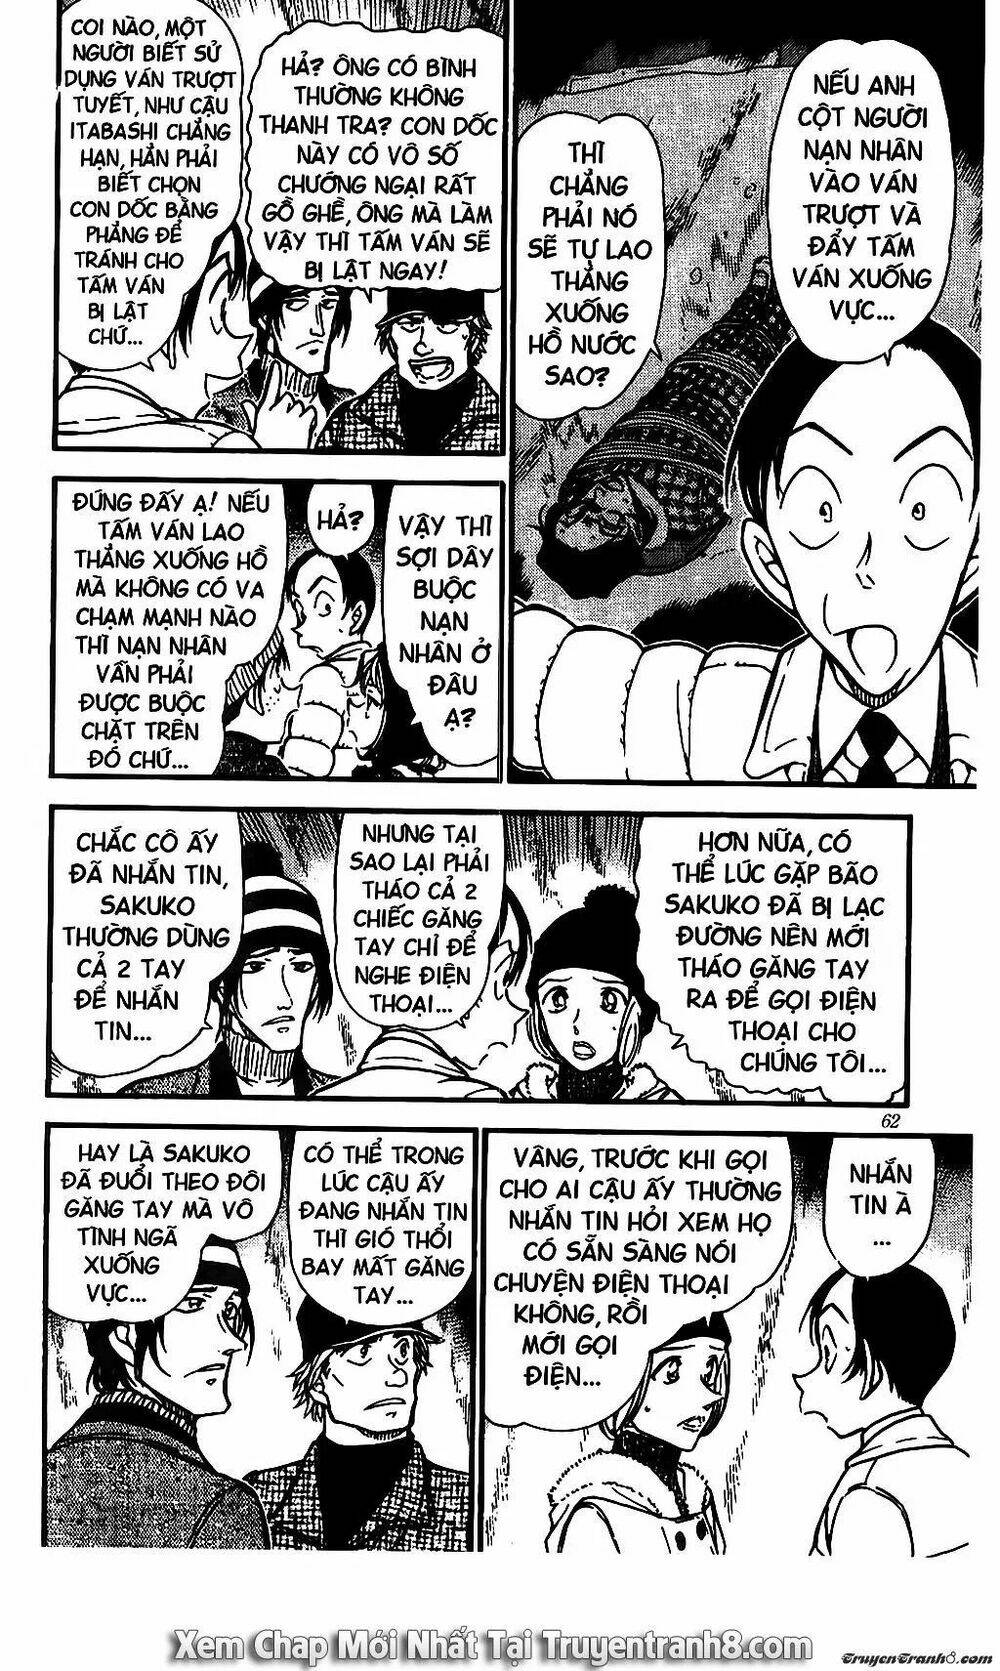 NẾU ANH
CỘT NGƯỜI
NẠN NHÂN
VÀO VÁN
TRƯỢT VÀ
ĐẨY TẤM
VÁN XUỐNG
VỰC...
THÌ
CHẲNG
PHẢI NÓ
SẼ TỰ LAO
THẲNG
XUỐNG
HỒ NƯỚC
SAO?
HẢ? ÔNG CÓ BÌNH
THƯỜNG KHÔNG
THANH TRA? CON DỐC
NÀY CÓ VÔ SỐ
CHƯỚNG NGẠI RẤT
GỒ GHỀ, ÔNG MÀ LÀM
VẬY THÌ TẤM VÁN SẼ
BỊ LẬT NGAY!
COI NÀO, MỘT
NGƯỜI BIẾT SỬ
DỤNG VÁN TRƯỢT
TUYẾT, NHƯ CẬU
ITABASHI CHẲNG
HẠN, HẲN PHẢI
BIẾT CHỌN
CON DỐC BẰNG
PHẲNG ĐỂ
TRÁNH CHO
TẤM VÁN
BỊ LẬT
CHỨ...
VẬY THÌ
SỢI DÂY
BUỘC
NẠN
NHÂN Ở
ĐÂU
Ạ?
HẢ?
ĐÚNG ĐẤY Ạ! NẾU
TẤM VÁN LAO
THẲNG XUỐNG HỒ
MÀ KHÔNG CÓ VA
CHẠM MẠNH NÀO
THÌ NẠN NHÂN
VẪN PHẢI
ĐƯỢC BUỘC
CHẶT TRÊN
ĐÓ CHỨ...
HƠN NỮA, CÓ
THỂ LÚC GẶP BÃO
SAKUKO ĐÃ BỊ LẠC
ĐƯỜNG NÊN MỚI
THÁO GĂNG TAY
RA ĐỂ GỌI ĐIỆN
THOẠI CHO
CHÚNG TÔI...
NHƯNG TẠI
SAO LẠI PHẢI
THÁO CẢ 2
CHIẾC GĂNG
TAY CHỈ ĐỂ
NGHE ĐIỆN
THOẠI...
CHẮC CÔ ẤY
ĐÃ NHẮN TIN,
SAKUKO
THƯỜNG DÙNG
CẢ 2 TAY
ĐỂ NHẮN
TIN...
62
NHẮN
TIN À
...
VÂNG, TRƯỚC KHI GỌI
CHO AI CẬU ẤY THƯỜNG
NHẮN TIN HỎI XEM HỌ
CÓ SẴN SÀNG NÓI
CHUYỆN ĐIỆN THOẠI
KHÔNG, RỒI
MỚI GỌI
ĐIỆN...
CÓ THỂ TRONG
LÚC CẬU ẤY
ĐANG NHẮN TIN
THÌ GIÓ THỔI
BAY MẤT GĂNG
TAY...
HAY LÀ SAKUKO
ĐÃ ĐUỔI THEO ĐÔI
GĂNG TAY MÀ VÔ
TÌNH NGÃ
XUỐNG
VỰC...
Xem Chap Mới Nhất Tại Truyentranh8.com
TruyenTranh8.com